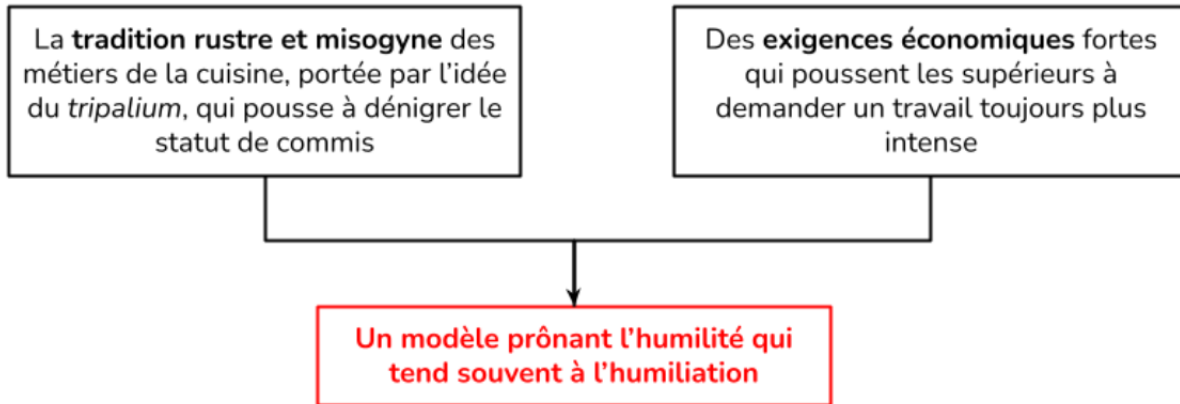 La tradition rustre et misogyne des
métiers de la cuisine, portée par l’idée
du tripalium, qui pousse à dénigrer le
statut de commis
Des exigences économiques fortes
qui poussent les supérieurs à
demander un travail toujours plus
intense
Un modèle prônant l’humilité qui
tend souvent à l’humiliation